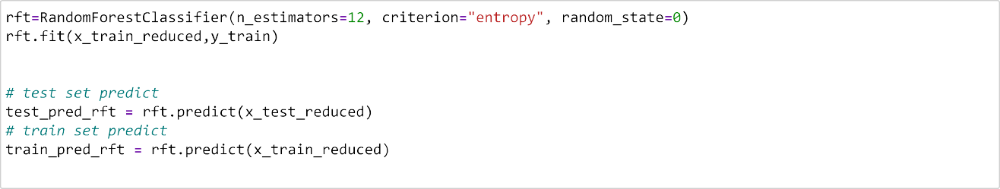 rft=RandomForestClassifier(n_estimators=12, criterion="entropy", random_state=0)
rft.fit(x_train_reduced,y_train)
# test set predict
test_pred_rft = rft.predict(x_test_reduced)
# train set predict
train_pred_rft = rft.predict(x_train_reduced)